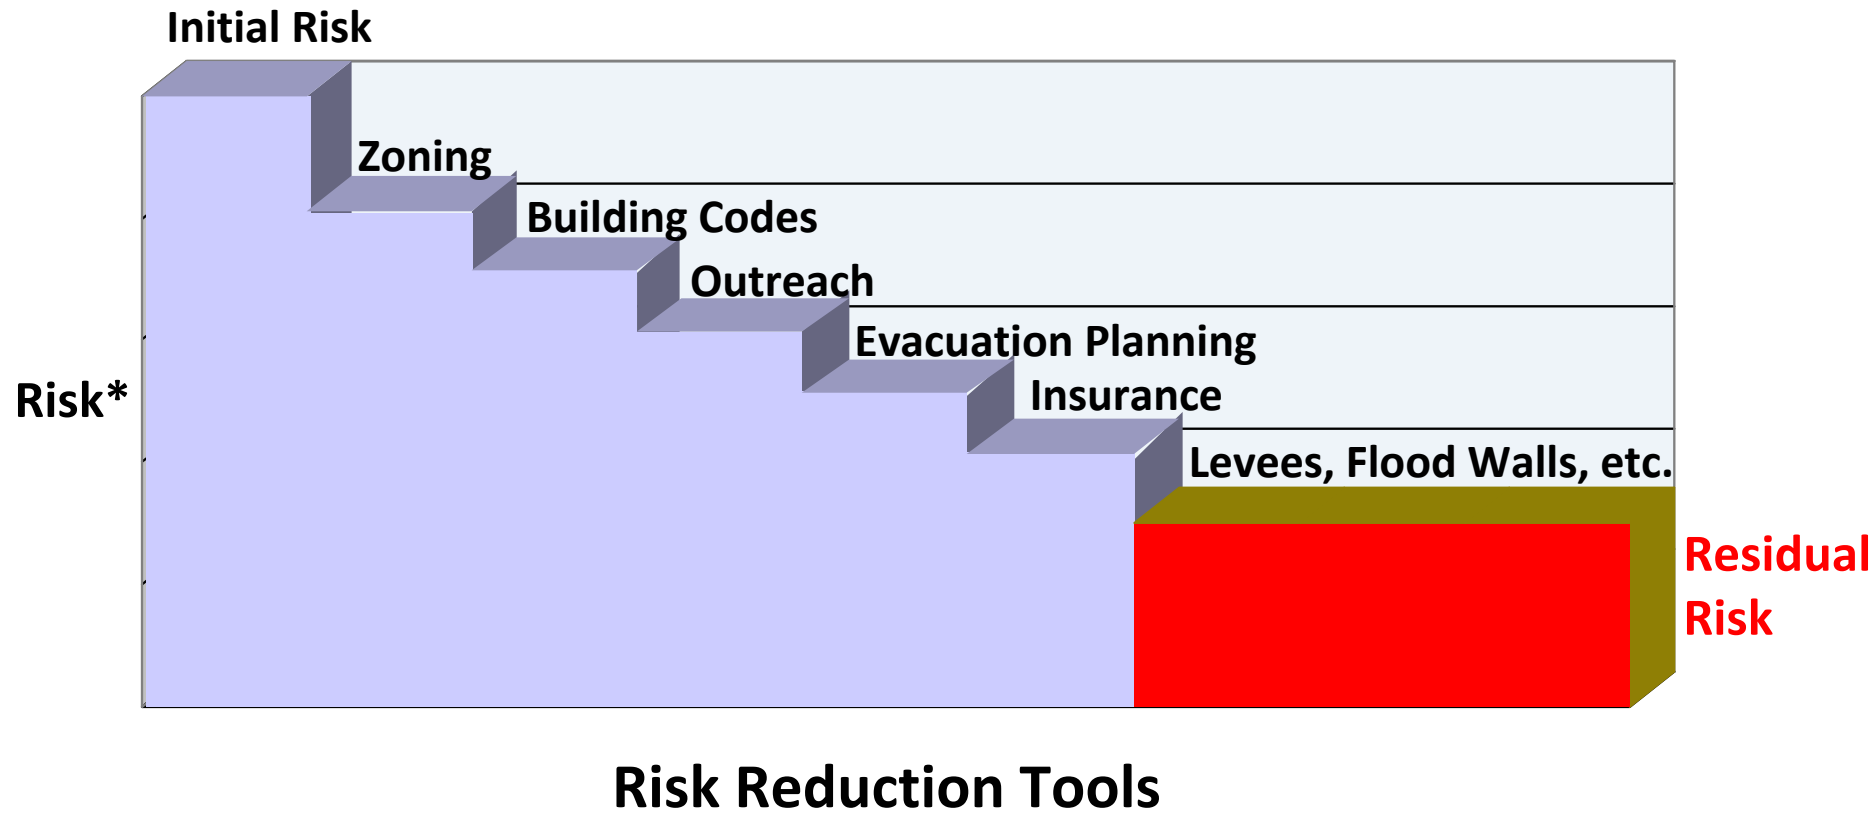 Initial Risk
Zoning
Building Codes
Outreach
Evacuation Planning
Risk*
Insurance
Levees, Flood Walls, etc.
Residual
Risk
Risk Reduction Tools